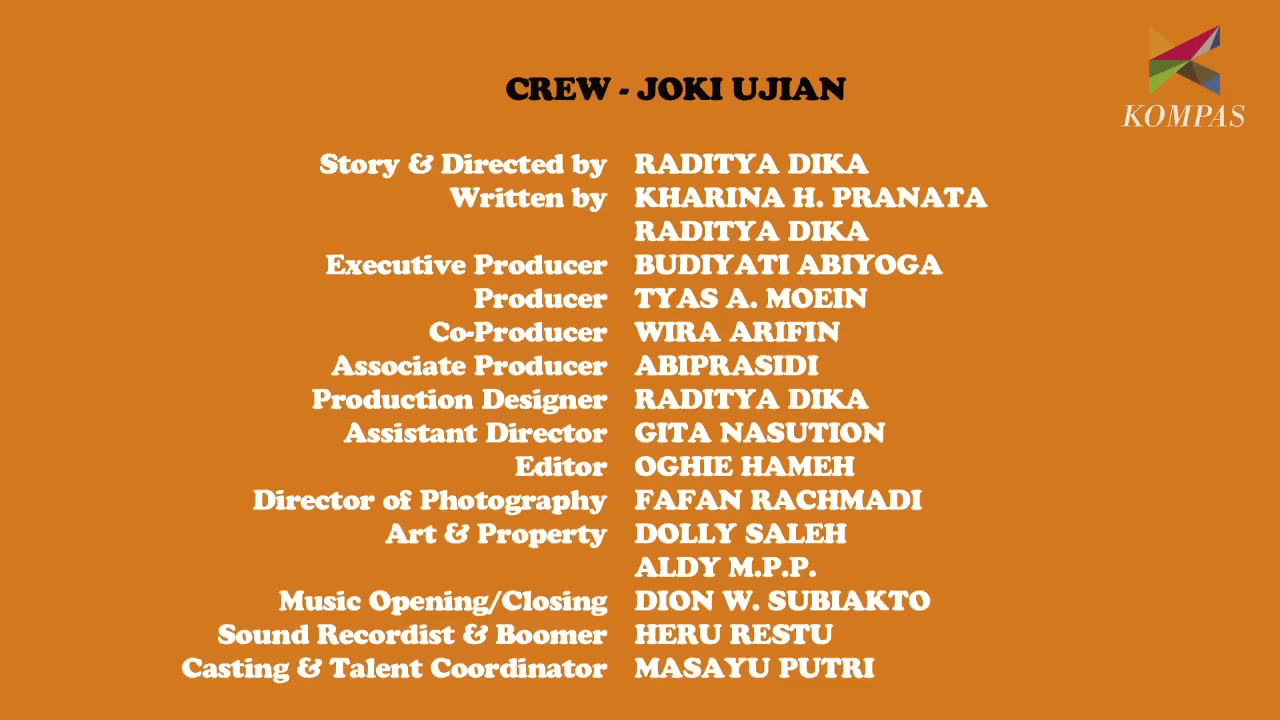 KOMPAS
CREW - JOKI UJIAN
Story & Directed by RADITYA DIKA
Written by KHARINA H. PRANATA
RADITYA DIKA
Executive Producer BUDIYATI ABIYOGA
Producer TYAS A. MOEIN
Co-Producer WIRA ARIFIN
Associate Producer ABIPRASIDI
Production Designer RADITYA DIKA
Assistant Director GITA NASUTION
Editor OGHIE HAMEH
Director of Photography FAFAN RACHMADI
Art & Property DOLLY SALEH
ALDY M.P.P.
Music Opening/Closing DION W. SUBIAKTO
Sound Recordist & Boomer HERU RESTU
Casting & Talent Coordinator MASAYU PUTRI